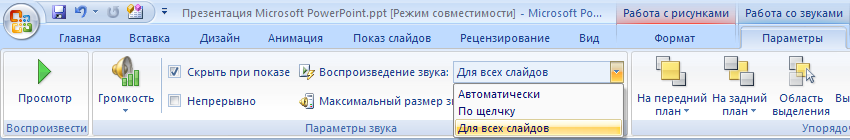 Презентация Microsoft PowerPoint.ppt [Режим совместимости] - Microsoft Po...
Работа с рисунками
Работа со звуками
Главная Вставка Дизайн Анимация Показ слайдов Рецензирование Вид Формат Параметры
Просмотр
Громкость
Скрыть при показе
Непрерывно
Воспроизведение звука: Для всех слайдов
Максимальный размер
Автоматически
По щелчку
Для всех слайдов
На передний план
На задний план
Область выделения
Воспроизвести
Параметры звука